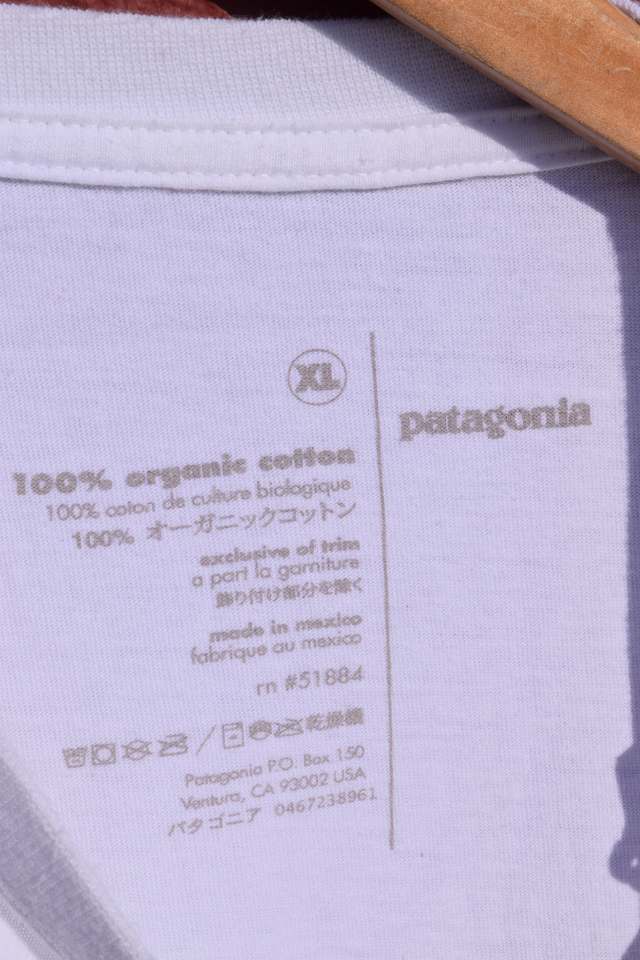 XL
patagonia
100% organic cotton
100% coton de culture biologique
100% オーガニックコットン
exclusive of trim
a part la garniture
飾り付け部分を除く
made in mexico
fabrique au mexico
rn #51884
乾燥機
Patagonia P.O. Box 150
Ventura, CA 93002 USA
パタゴニア 0467238961